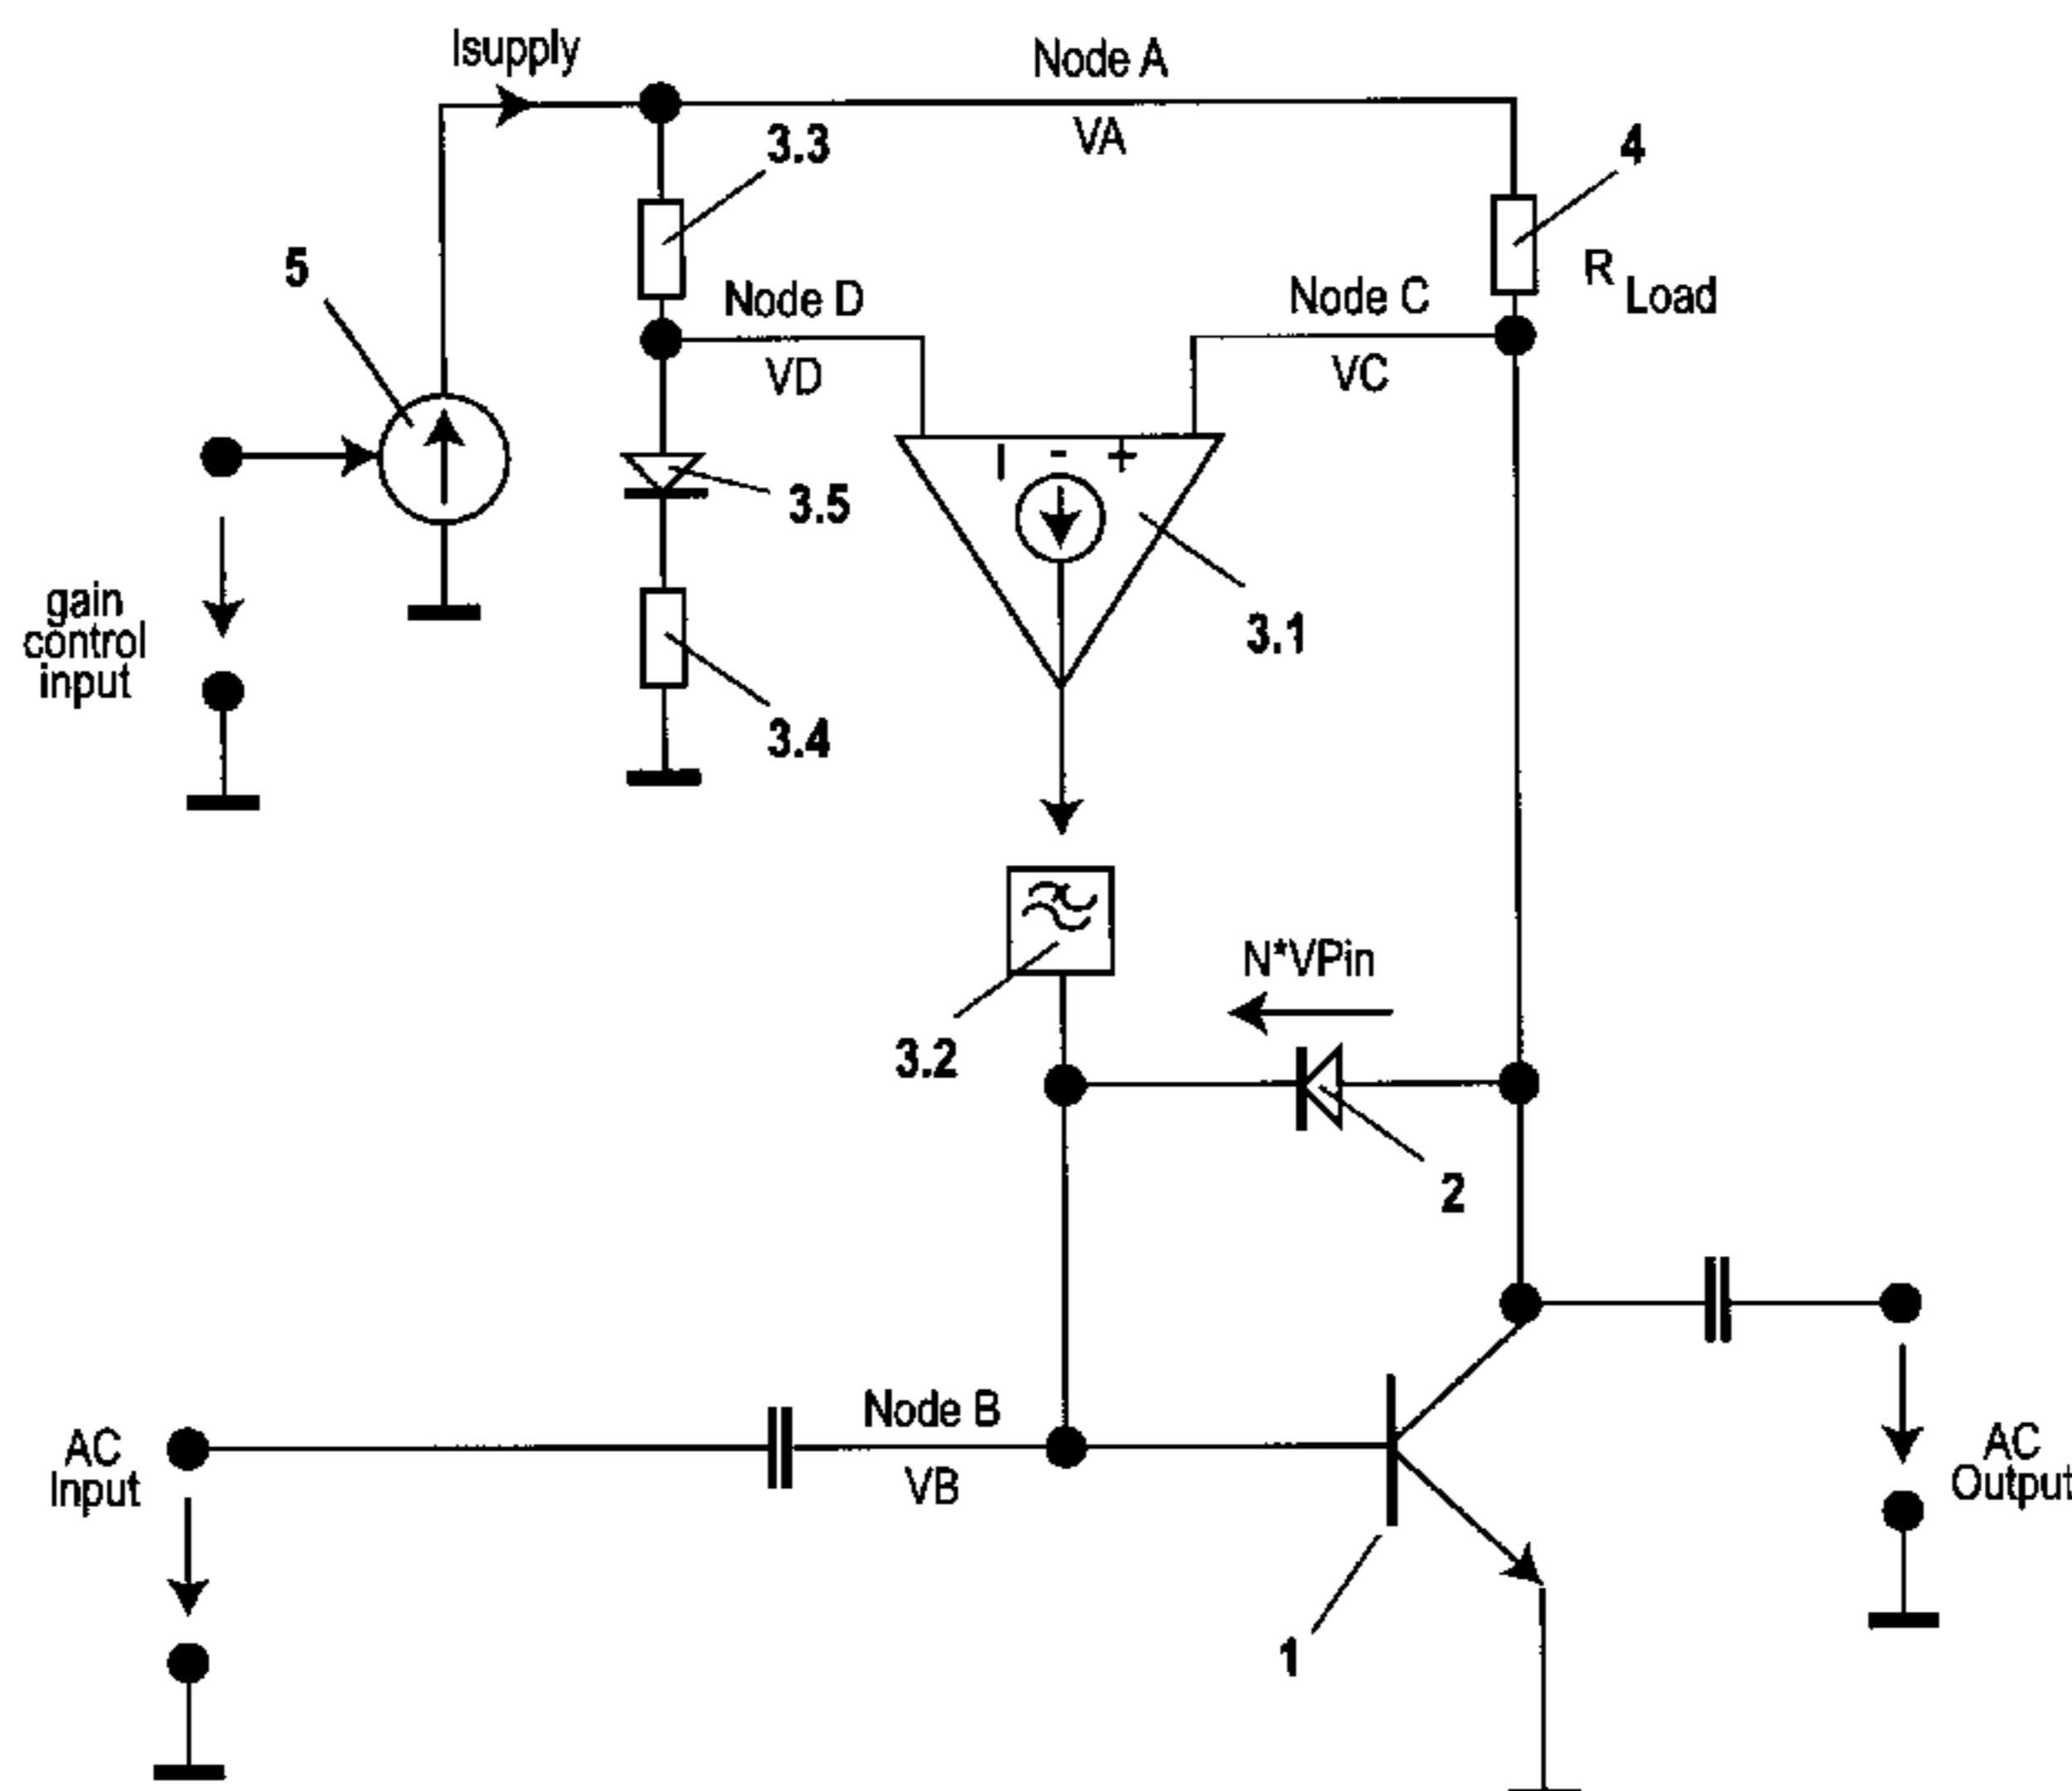 Isupply
Node A
VA
3.3
4
5
Node D
VD
Node C
VC
R Load
- +
3.5
3.1
gain
control
input
3.4
N*VPin
3.2
2
Node B
VB
AC
Input
AC
Output
1